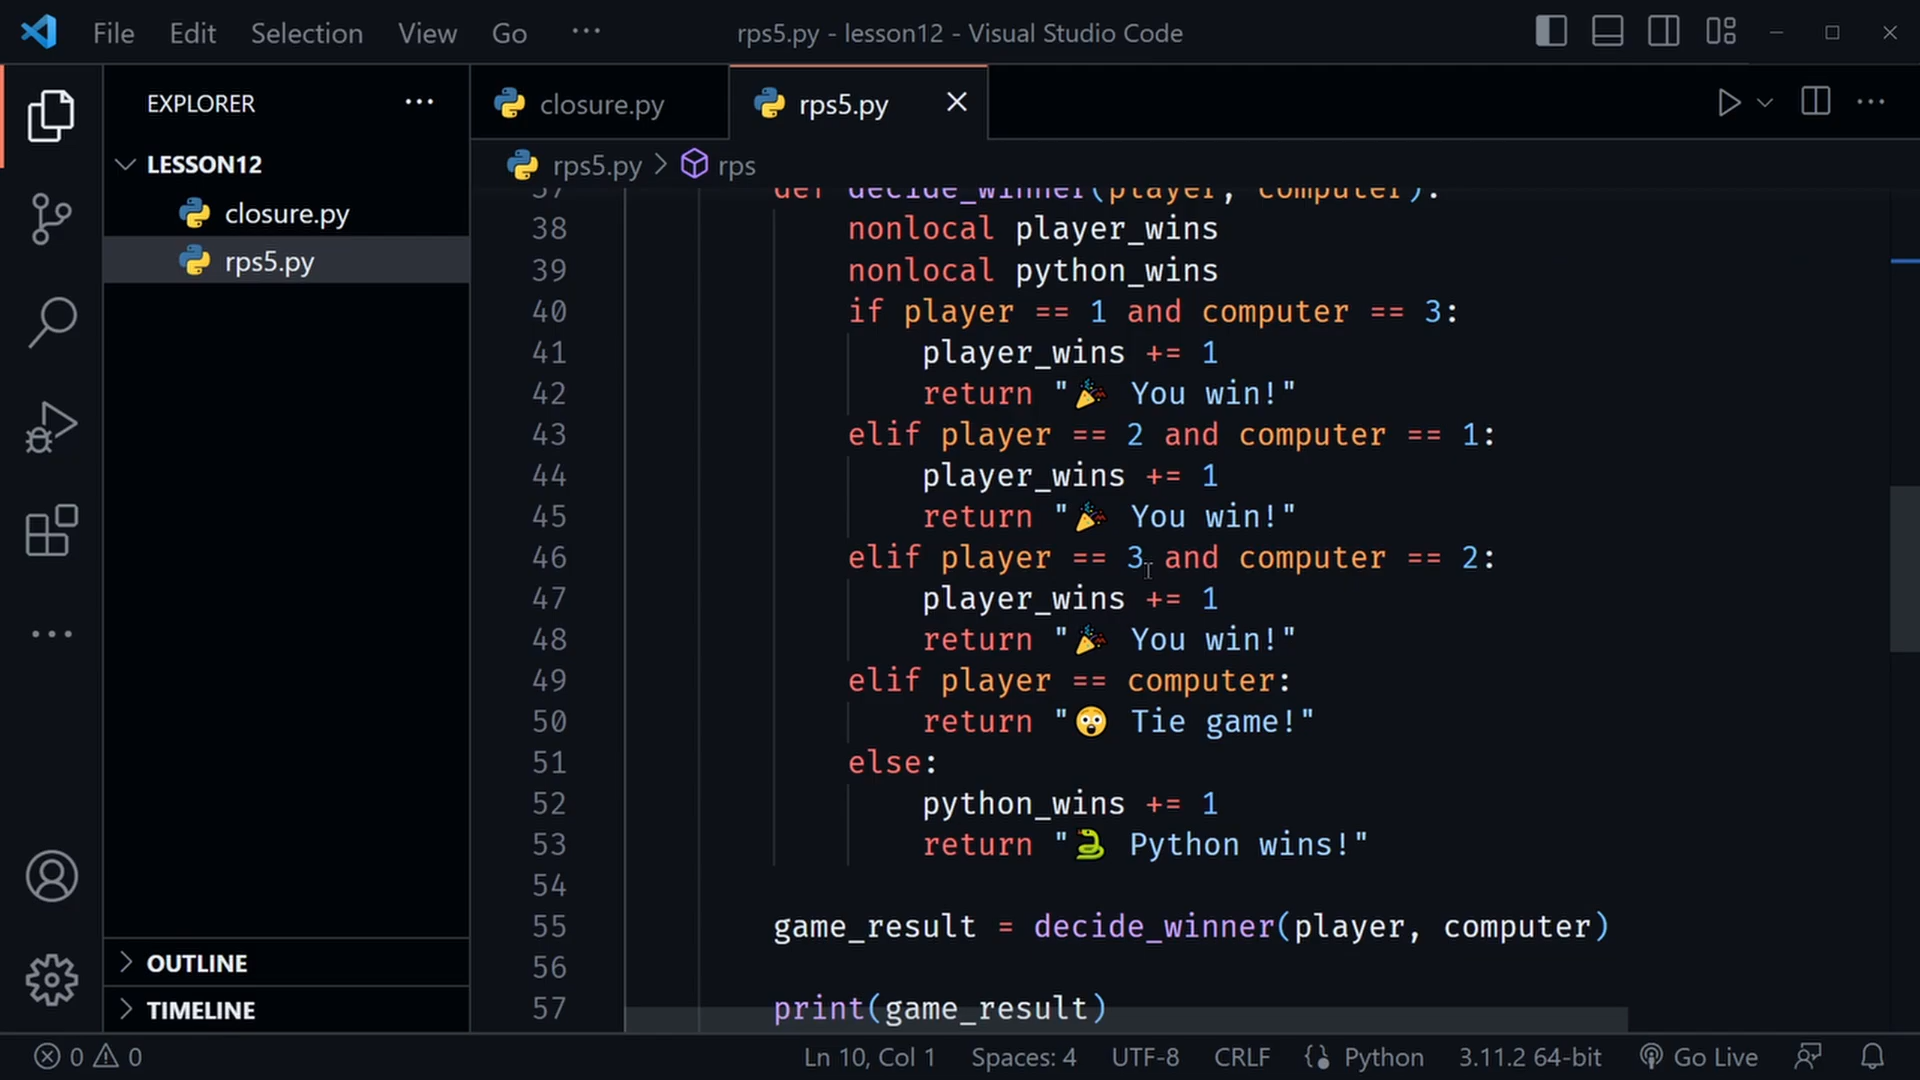 File Edit Selection View Go ··· rps5.py - lesson12 - Visual Studio Code
EXPLORER ···
LESSON12
closure.py
rps5.py
OUTLINE
TIMELINE
closure.py rps5.py
rps5.py > rps
37 def decide_winner(player, computer):
38 nonlocal player_wins
39 nonlocal python_wins
40 if player == 1 and computer == 3:
41 player_wins += 1
42 return "🎉 You win!"
43 elif player == 2 and computer == 1:
44 player_wins += 1
45 return "🎉 You win!"
46 elif player == 3 and computer == 2:
47 player_wins += 1
48 return "🎉 You win!"
49 elif player == computer:
50 return "😲 Tie game!"
51 else:
52 python_wins += 1
53 return "🐍 Python wins!"
54
55 game_result = decide_winner(player, computer)
56
57 print(game_result)
0 0 Ln 10, Col 1 Spaces: 4 UTF-8 CRLF Python 3.11.2 64-bit Go Live